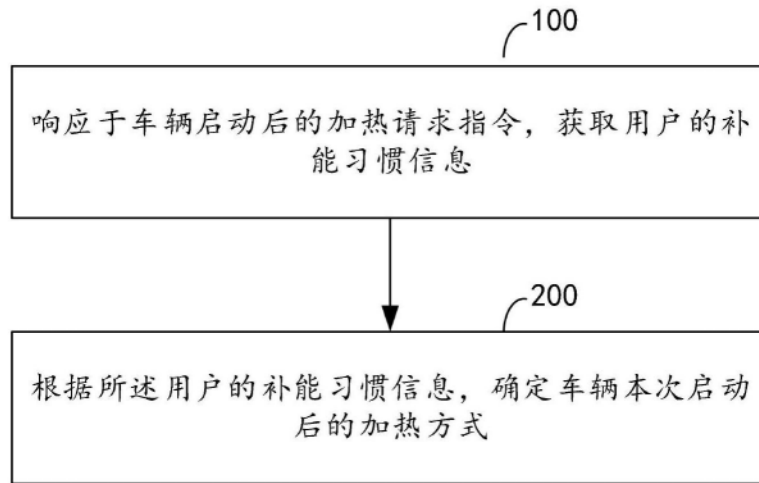 100
响应于车辆启动后的加热请求指令，获取用户的补
能习惯信息
200
根据所述用户的补能习惯信息，确定车辆本次启动
后的加热方式